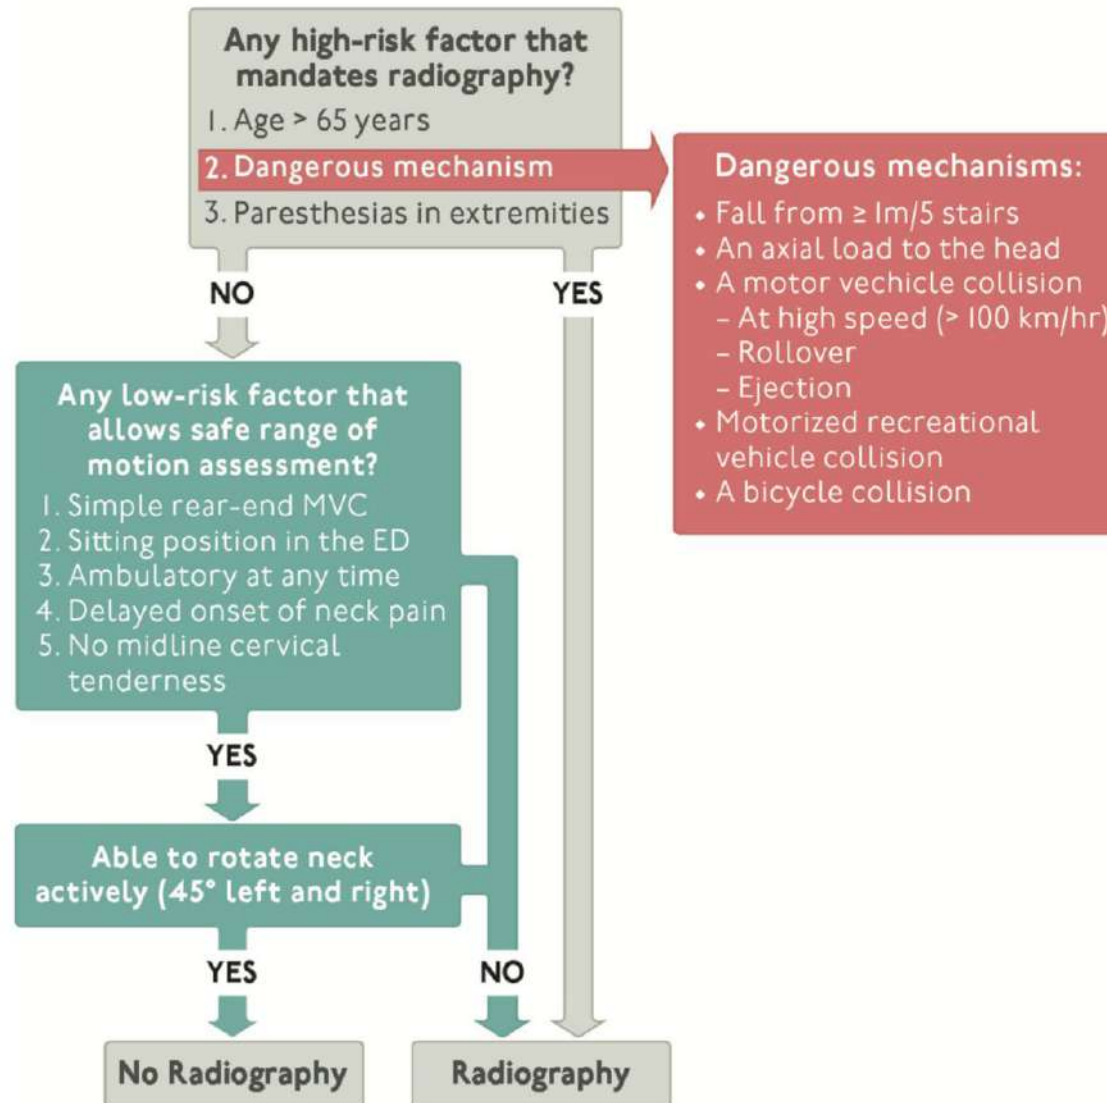 Any high-risk factor that
mandates radiography?
1. Age > 65 years
2. Dangerous mechanism
3. Paresthesias in extremities
NO
YES
Dangerous mechanisms:
• Fall from ≥ 1m/5 stairs
• An axial load to the head
• A motor vechicle collision
– At high speed (> 100 km/hr)
– Rollover
– Ejection
• Motorized recreational
vehicle collision
• A bicycle collision
Any low-risk factor that
allows safe range of
motion assessment?
1. Simple rear-end MVC
2. Sitting position in the ED
3. Ambulatory at any time
4. Delayed onset of neck pain
5. No midline cervical
tenderness
YES
Able to rotate neck
actively (45° left and right)
YES
NO
No Radiography
Radiography